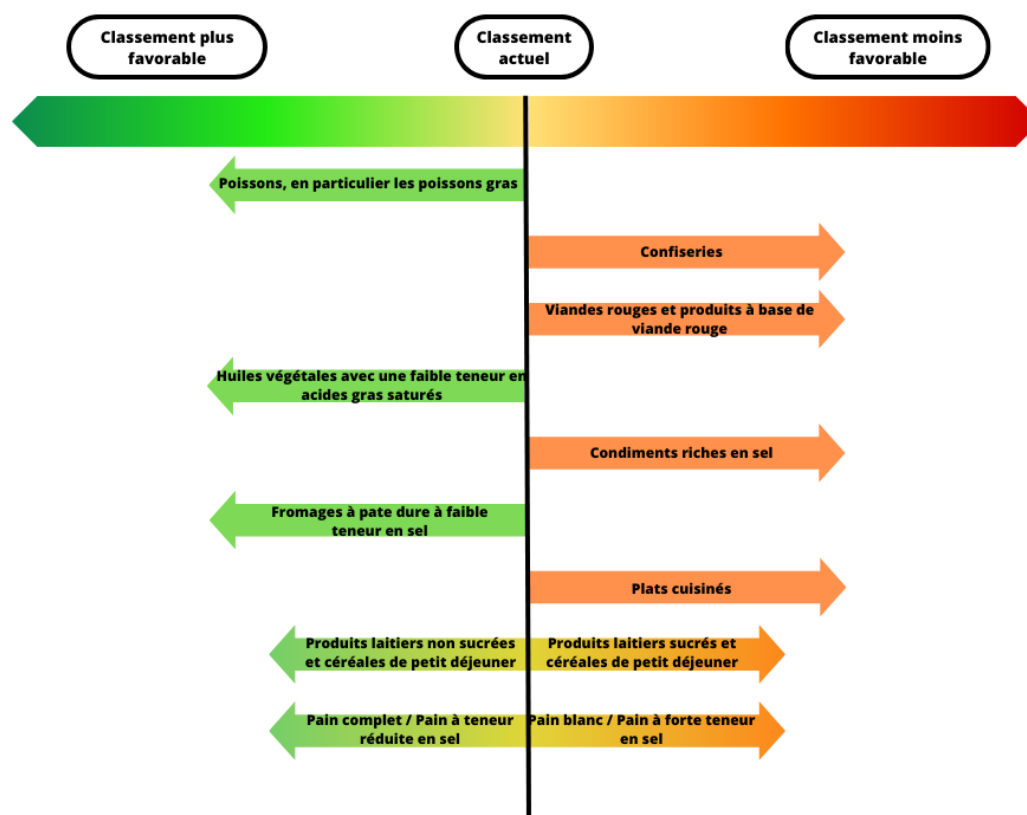 Classement plus
favorable
Classement
actuel
Classement moins
favorable
Poissons, en particulier les poissons gras
Confiseries
Viandes rouges et produits à base de
viande rouge
Huiles végétales avec une faible teneur en
acides gras saturés
Condiments riches en sel
Fromages à pate dure à faible
teneur en sel
Plats cuisinés
Produits laitiers non sucrées
et céréales de petit déjeuner
Produits laitiers sucrés et
céréales de petit déjeuner
Pain complet / Pain à teneur
réduite en sel
Pain blanc / Pain à forte teneur
en sel